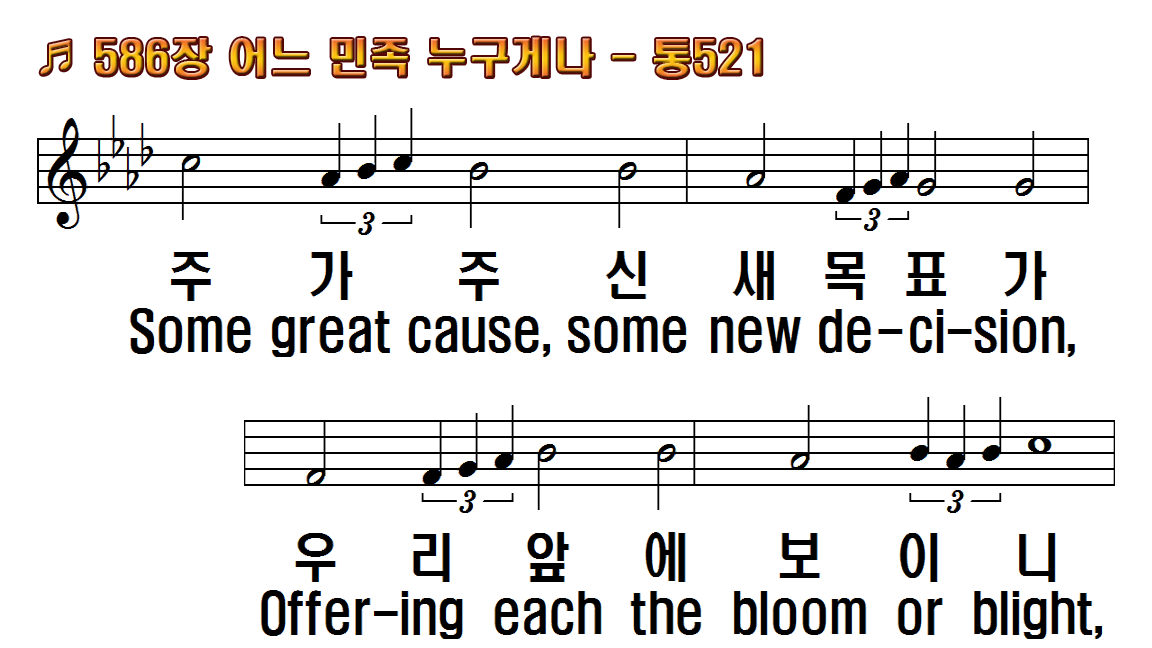 ♬ 586장 어느 민족 누구게나 - 통521
3 3
주 가 주 신 새 목 표 가
Some great cause, some new de-ci-sion,
3 3
우 리 앞 에 보 이 니
Offer-ing each the bloom or blight,